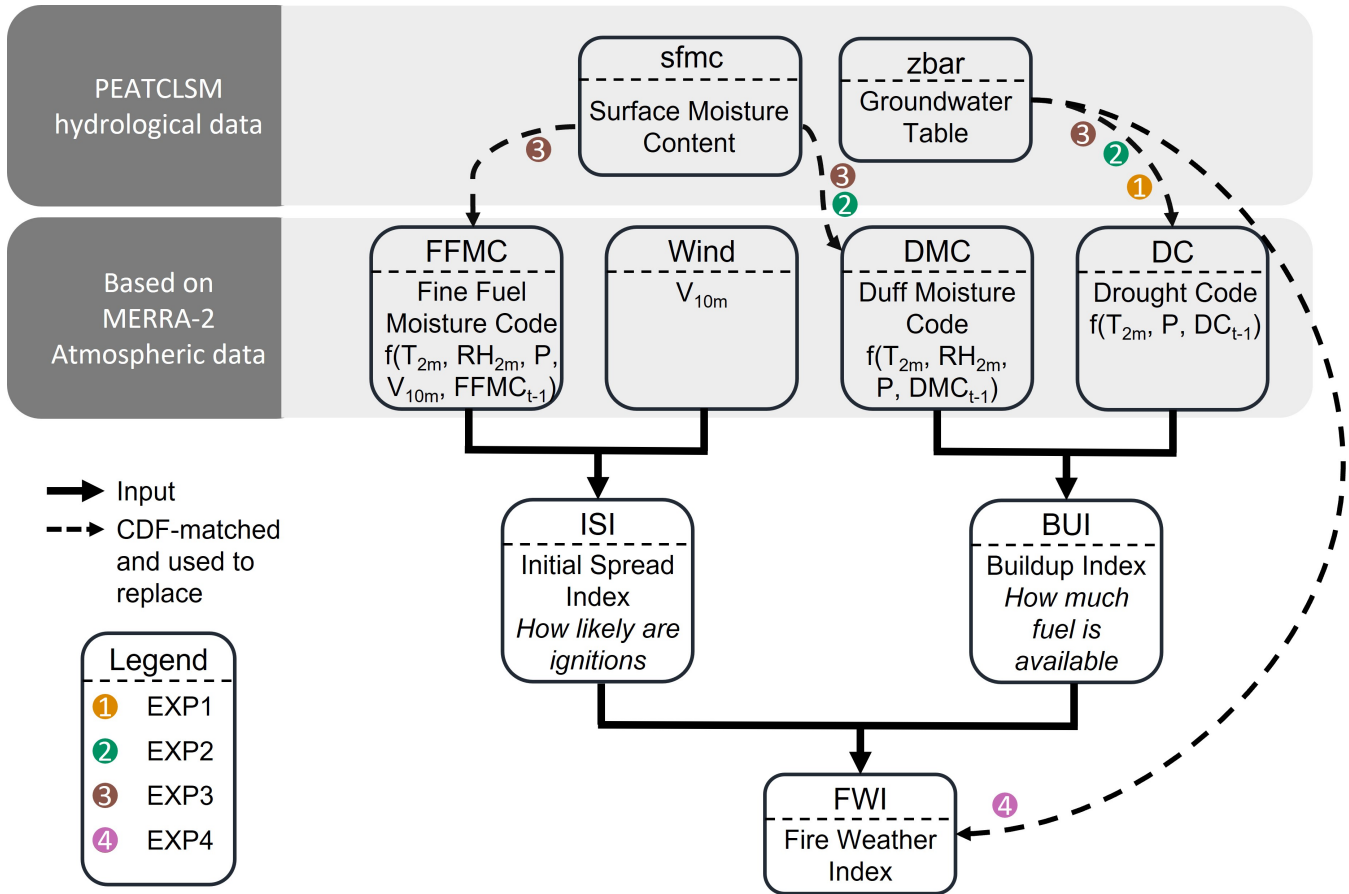 PEATCLSM
hydrological data
sfmc
Surface Moisture
Content
zbar
Groundwater
Table
3
3
2
3
2
1
Based on
MERRA-2
Atmospheric data
FFMC
Fine Fuel
Moisture Code
f(T2m, RH2m, P,
V10m, FFMCt-1)
Wind
V10m
DMC
Duff Moisture
Code
f(T2m, RH2m,
P, DMCt-1)
DC
Drought Code
f(T2m, P, DCt-1)
Input
CDF-matched
and used to
replace
ISI
Initial Spread
Index
How likely are
ignitions
BUI
Buildup Index
How much
fuel is
available
Legend
1 EXP1
2 EXP2
3 EXP3
4 EXP4
FWI
Fire Weather
Index
4